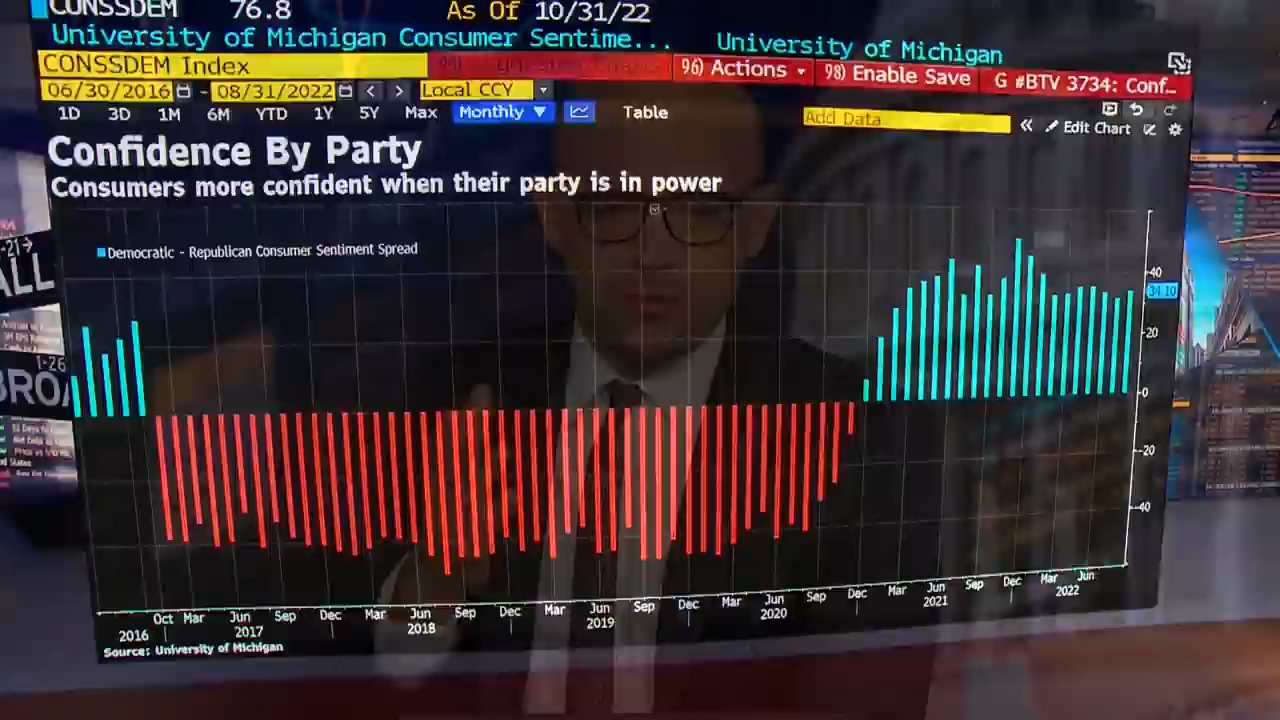 CONSSDEM 76.8 As Of 10/31/22
University of Michigan Consumer Sentime... University of Michigan
CONSSDEM Index 96) Actions 98) Enable Save G #BTV 3734: Conf...
06/30/2016 - 08/31/2022 < > Local CCY
1D 3D 1M 6M YTD 1Y 5Y Max Monthly ▼ Table Add Data « Edit Chart
Confidence By Party
Consumers more confident when their party is in power
Democratic - Republican Consumer Sentiment Spread
40
34.10
20
0
-20
-40
Oct Mar Jun Sep Dec Mar Jun Sep Dec Mar Jun Sep Dec Mar Jun Sep Dec Mar Jun Sep Dec Mar Jun
2016 2017 2018 2019 2020 2021 2022
Source: University of Michigan
-21→
ALL
1-26
BROA